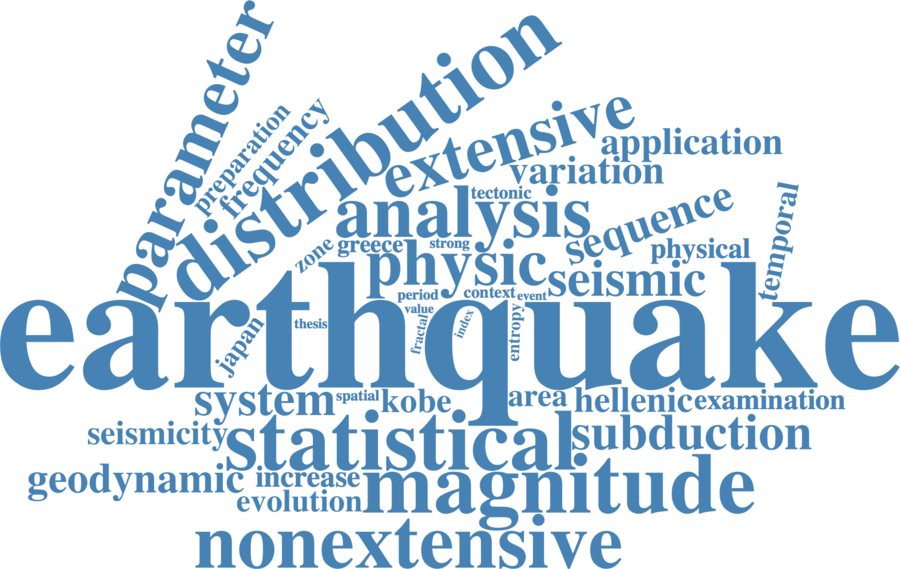 parameter
preparation
frequency
distribution
extensive
application
variation
tectonic
analysis
sequence
temporal
zone
greece
strong
physical
physic
seismic
period
context
event
value
earthquake
japan
thesis
fractal
index
entropy
system
spatial
kobe
area
hellenic
examination
seismicity
statistical
subduction
geodynamic
increase
magnitude
evolution
nonextensive